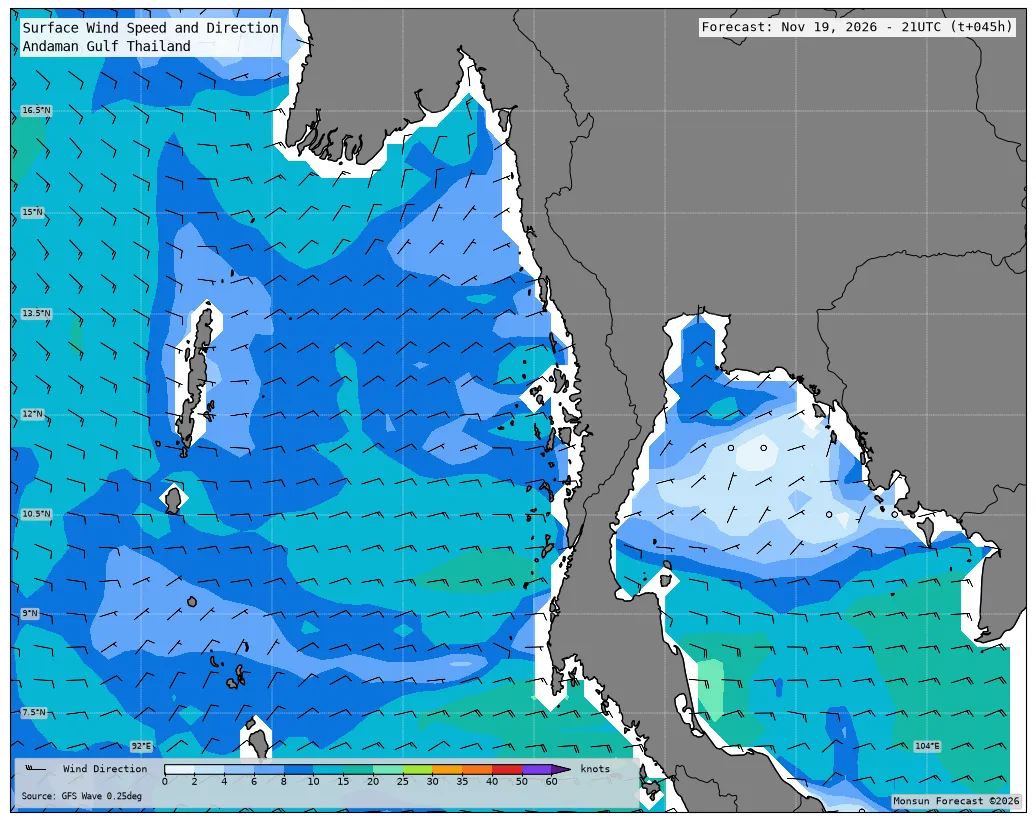 Surface Wind Speed and Direction
Andaman Gulf Thailand
Forecast: Nov 19, 2026 - 21UTC (t+045h)
16.5°N
15°N
13.5°N
12°N
10.5°N
9°N
7.5°N
92°E
104°E
Wind Direction
0 2 4 6 8 10 15 20 25 30 35 40 50 60
knots
Source: GFS Wave 0.25deg
Monsun Forecast ©2026